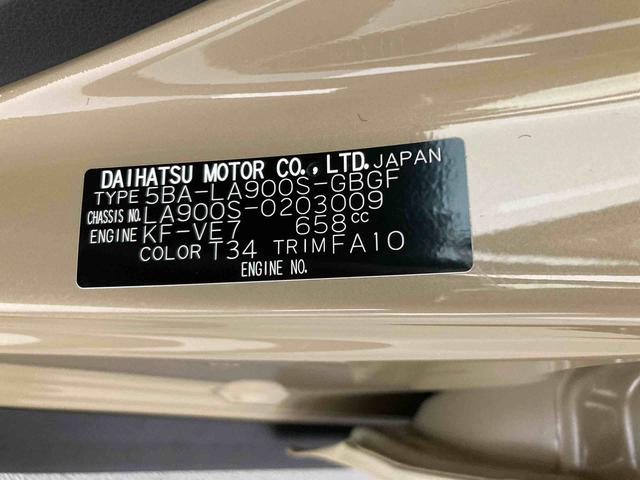 DAIHATSU MOTOR CO., LTD. JAPAN
TYPE 5BA-LA900S-GBGF
CHASSIS NO. LA900S-0203009
ENGINE KF-VE7 658cc
COLOR T34 TRIM FA10
ENGINE NO.